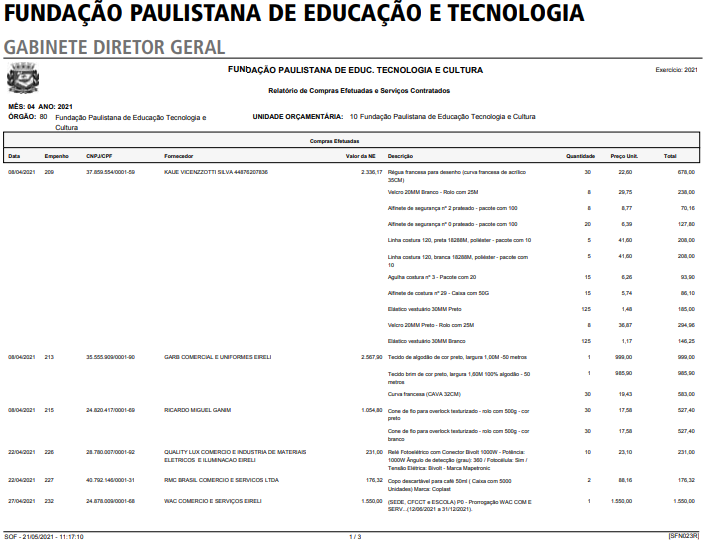 FUNDAÇÃO PAULISTANA DE EDUCAÇÃO E TECNOLOGIA
GABINETE DIRETOR GERAL
FUNDAÇÃO PAULISTANA DE EDUC. TECNOLOGIA E CULTURA
Exercício: 2021
Relatório de Compras Efetuadas e Serviços Contratados
MÊS: 04 ANO: 2021
ÓRGÃO: 80 Fundação Paulistana de Educação Tecnologia e Cultura
UNIDADE ORÇAMENTÁRIA: 10 Fundação Paulistana de Educação Tecnologia e Cultura
Compras Efetuadas
Data Empenho CNPJ/CPF Fornecedor Valor da NE Descrição Quantidade Preço Unit. Total
08/04/2021 209 37.859.554/0001-59 KAUE VICENZZOTTI SILVA 44876207836 2.336,17 Régua francesa para desenho (curva francesa de acrílico 30 22,60 678,00
35CM)
Velcro 20MM Branco - Rolo com 25M 8 29,75 238,00
Alfinete de segurança nº 2 prateado - pacote com 100 8 8,77 70,16
Alfinete de segurança nº 0 prateado - pacote com 100 20 6,39 127,80
Linha costura 120, preta 18288M, poliéster - pacote com 10 5 41,60 208,00
Linha costura 120, branca 18288M, poliéster - pacote com 5 41,60 208,00
10
Agulha costura nº 3 - Pacote com 20 15 6,26 93,90
Alfinete de costura nº 29 - Caixa com 50G 15 5,74 86,10
Elástico vestuário 30MM Preto 125 1,48 185,00
Velcro 20MM Preto - Rolo com 25M 8 36,87 294,96
Elástico vestuário 30MM Branco 125 1,17 146,25
08/04/2021 213 35.555.909/0001-90 GARB COMERCIAL E UNIFORMES EIRELI 2.567,90 Tecido de algodão de cor preto, largura 1,00M -50 metros 1 999,00 999,00
Tecido brim de cor preto, largura 1,60M 100% algodão - 50 1 985,90 985,90
metros
Curva francesa (CAVA 32CM) 30 19,43 583,00
08/04/2021 215 24.820.417/0001-69 RICARDO MIGUEL GANIM 1.054,80 Cone de fio para overlock texturizado - rolo com 500g - cor 30 17,58 527,40
preto
Cone de fio para overlock texturizado - rolo com 500g - cor 30 17,58 527,40
branco
22/04/2021 226 28.780.007/0001-92 QUALITY LUX COMERCIO E INDUSTRIA DE MATERIAIS 231,00 Relé Fotoelétrico com Conector Bivolt 1000W - Potência: 10 23,10 231,00
ELETRICOS E ILUMINACAO EIRELI 1000W Ângulo de detecção (grau): 360 / Fotocélula: Sim /
Tensão Elétrica: Bivolt - Marca Mapetronic
22/04/2021 227 40.792.146/0001-31 RMC BRASIL COMERCIO E SERVICOS LTDA 176,32 Copo descartável para café 50ml ( Caixa com 5000 2 88,16 176,32
Unidades) Marca: Coplast
27/04/2021 232 24.878.009/0001-68 WAC COMERCIO E SERVIÇOS EIRELI 1.550,00 (SEDE, CFCCT e ESCOLA) P0 - Prorrogação WAC COM E 1 1.550,00 1.550,00
SERV...(12/06/2021 a 31/12/2021).
SOF - 21/05/2021 - 11:17:10 1 / 3 [SFN023R]